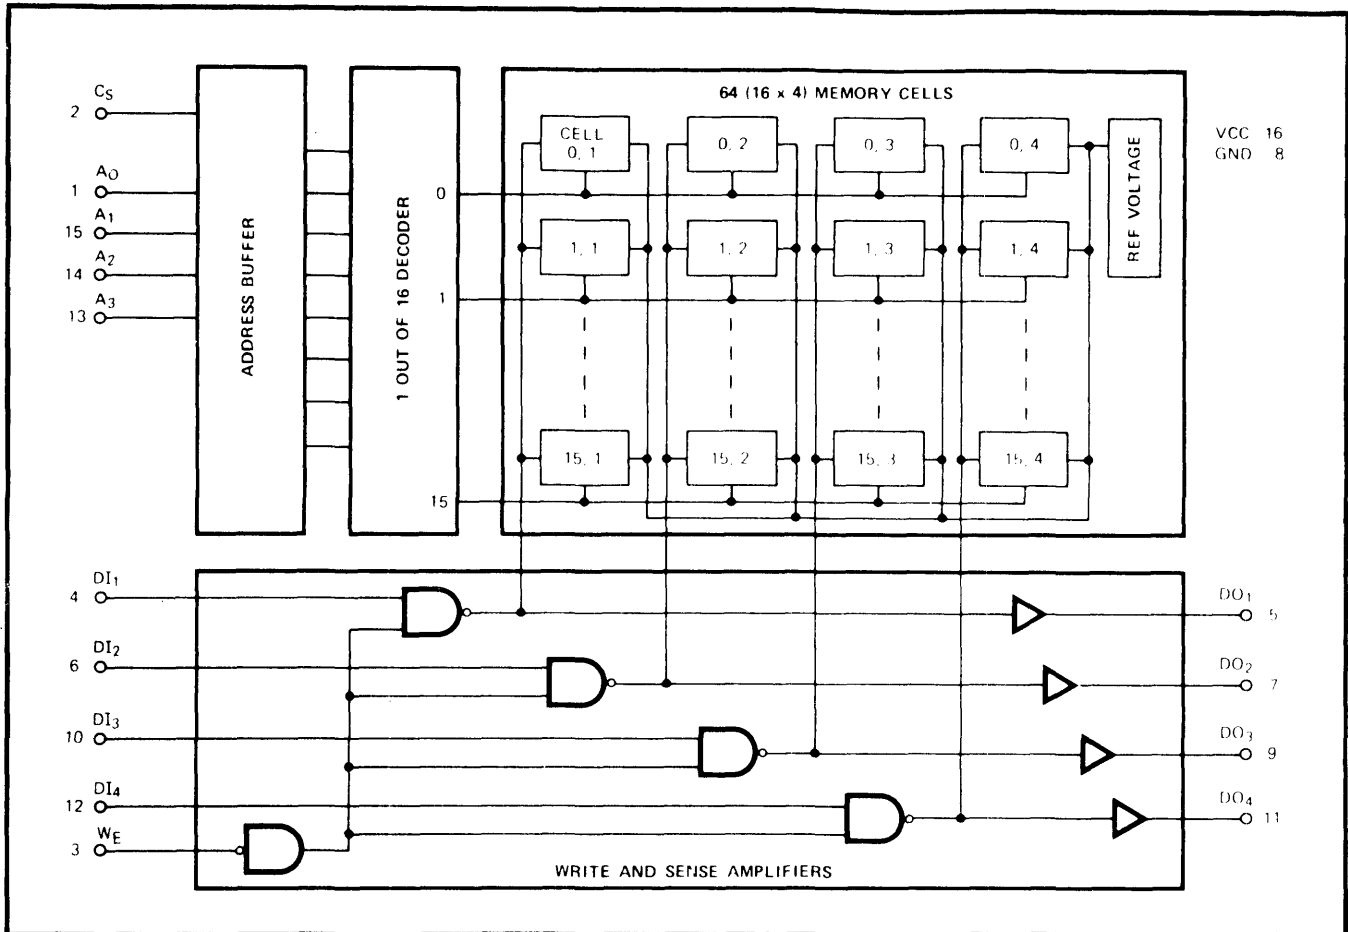 64 (16 x 4) MEMORY CELLS
CS
2
A0
1
A1
15
A2
14
A3
13
ADDRESS BUFFER
1 OUT OF 16 DECODER
0
1
15
CELL
0, 1
0, 2
0, 3
0, 4
1, 1
1, 2
1, 3
1, 4
15, 1
15, 2
15, 3
15, 4
REF VOLTAGE
VCC 16
GND 8
DI1
4
DI2
6
DI3
10
DI4
12
WE
3
DO1
5
DO2
7
DO3
9
DO4
11
WRITE AND SENSE AMPLIFIERS